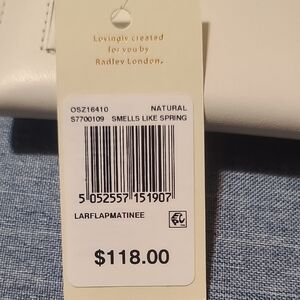 Lovingly created
for you by
Radley London.
OSZ16410 NATURAL
S7700109 SMELLS LIKE SPRING
5 052557 151907
LARFLAPMATINEE
$118.00